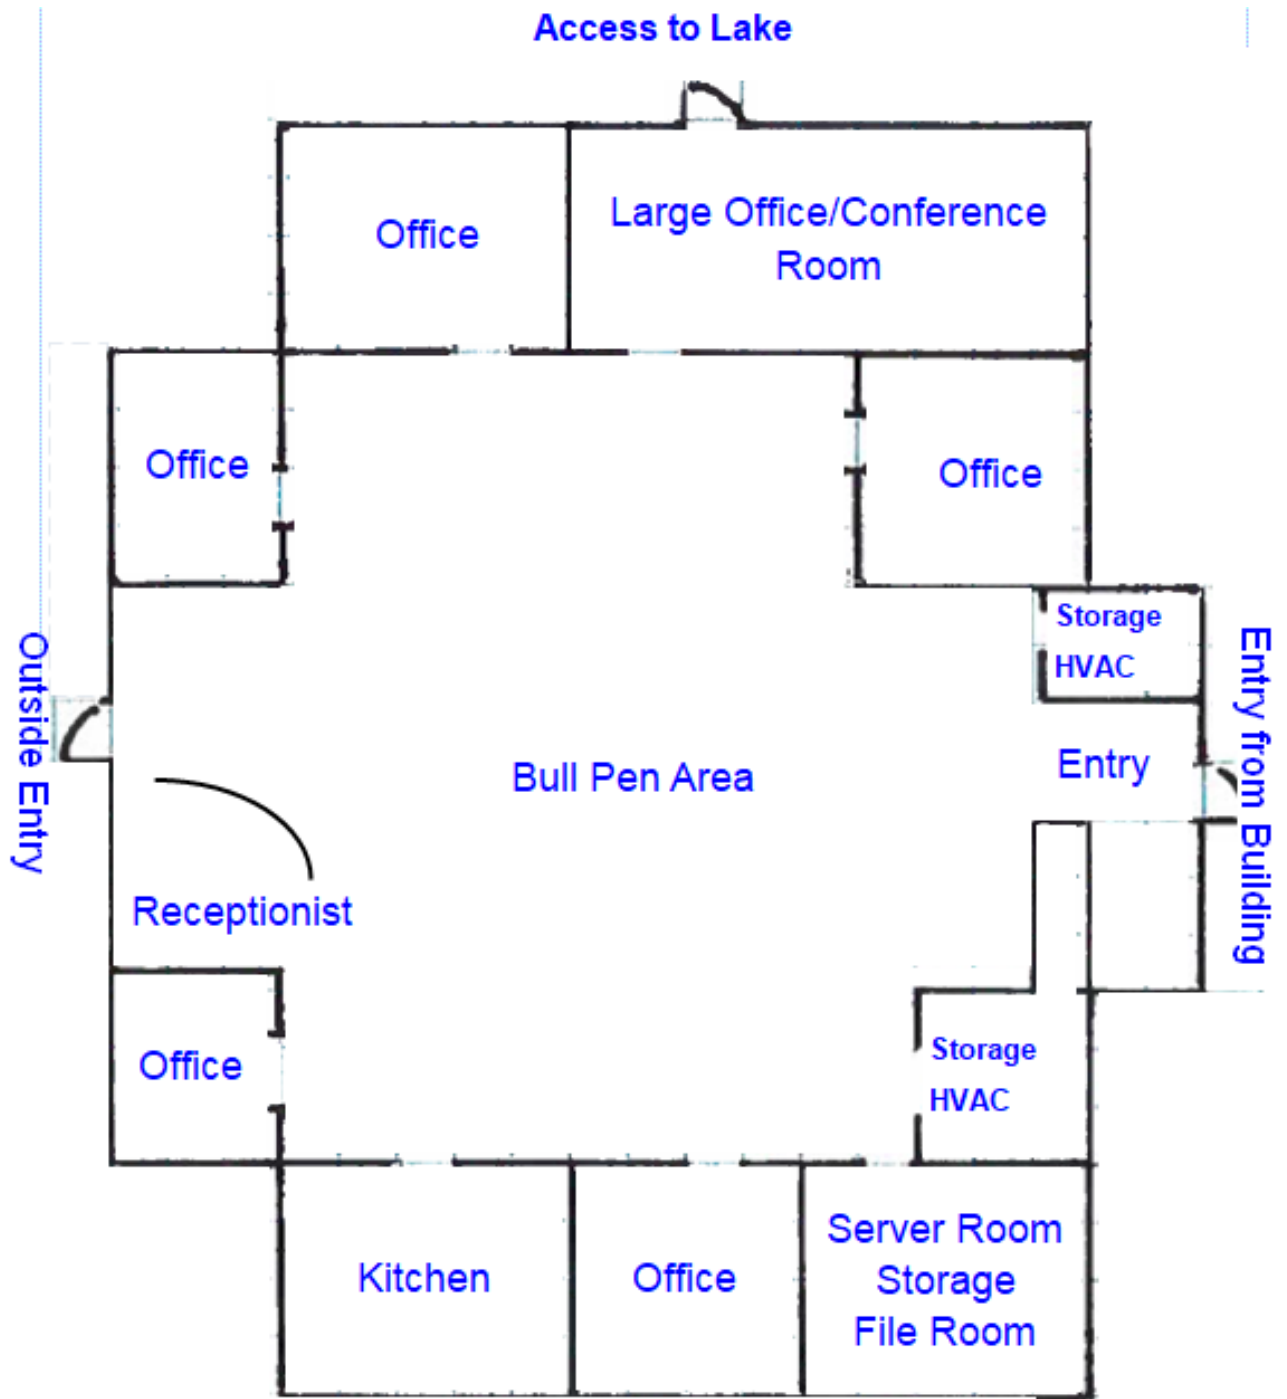 Access to Lake
Office
Large Office/Conference
Room
Office
Office
Storage
HVAC
Outside Entry
Entry from Building
Bull Pen Area
Entry
Receptionist
Office
Storage
HVAC
Kitchen
Office
Server Room
Storage
File Room